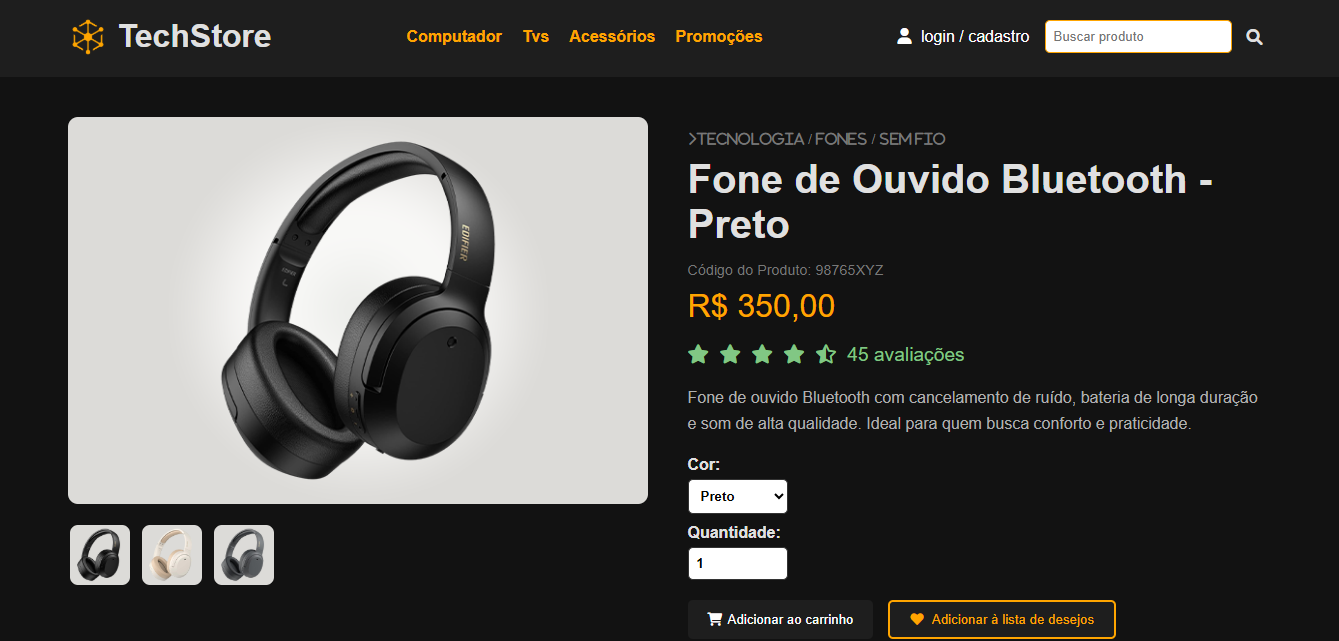 TechStore
Computador Tvs Acessórios Promoções
login / cadastro
Buscar produto
>TECNOLOGIA / FONES / SEM FIO
Fone de Ouvido Bluetooth -
Preto
Código do Produto: 98765XYZ
R$ 350,00
45 avaliações
Fone de ouvido Bluetooth com cancelamento de ruído, bateria de longa duração
e som de alta qualidade. Ideal para quem busca conforto e praticidade.
Cor:
Preto
Quantidade:
1
Adicionar ao carrinho
Adicionar à lista de desejos
EDIFIER
EDIFIER
L